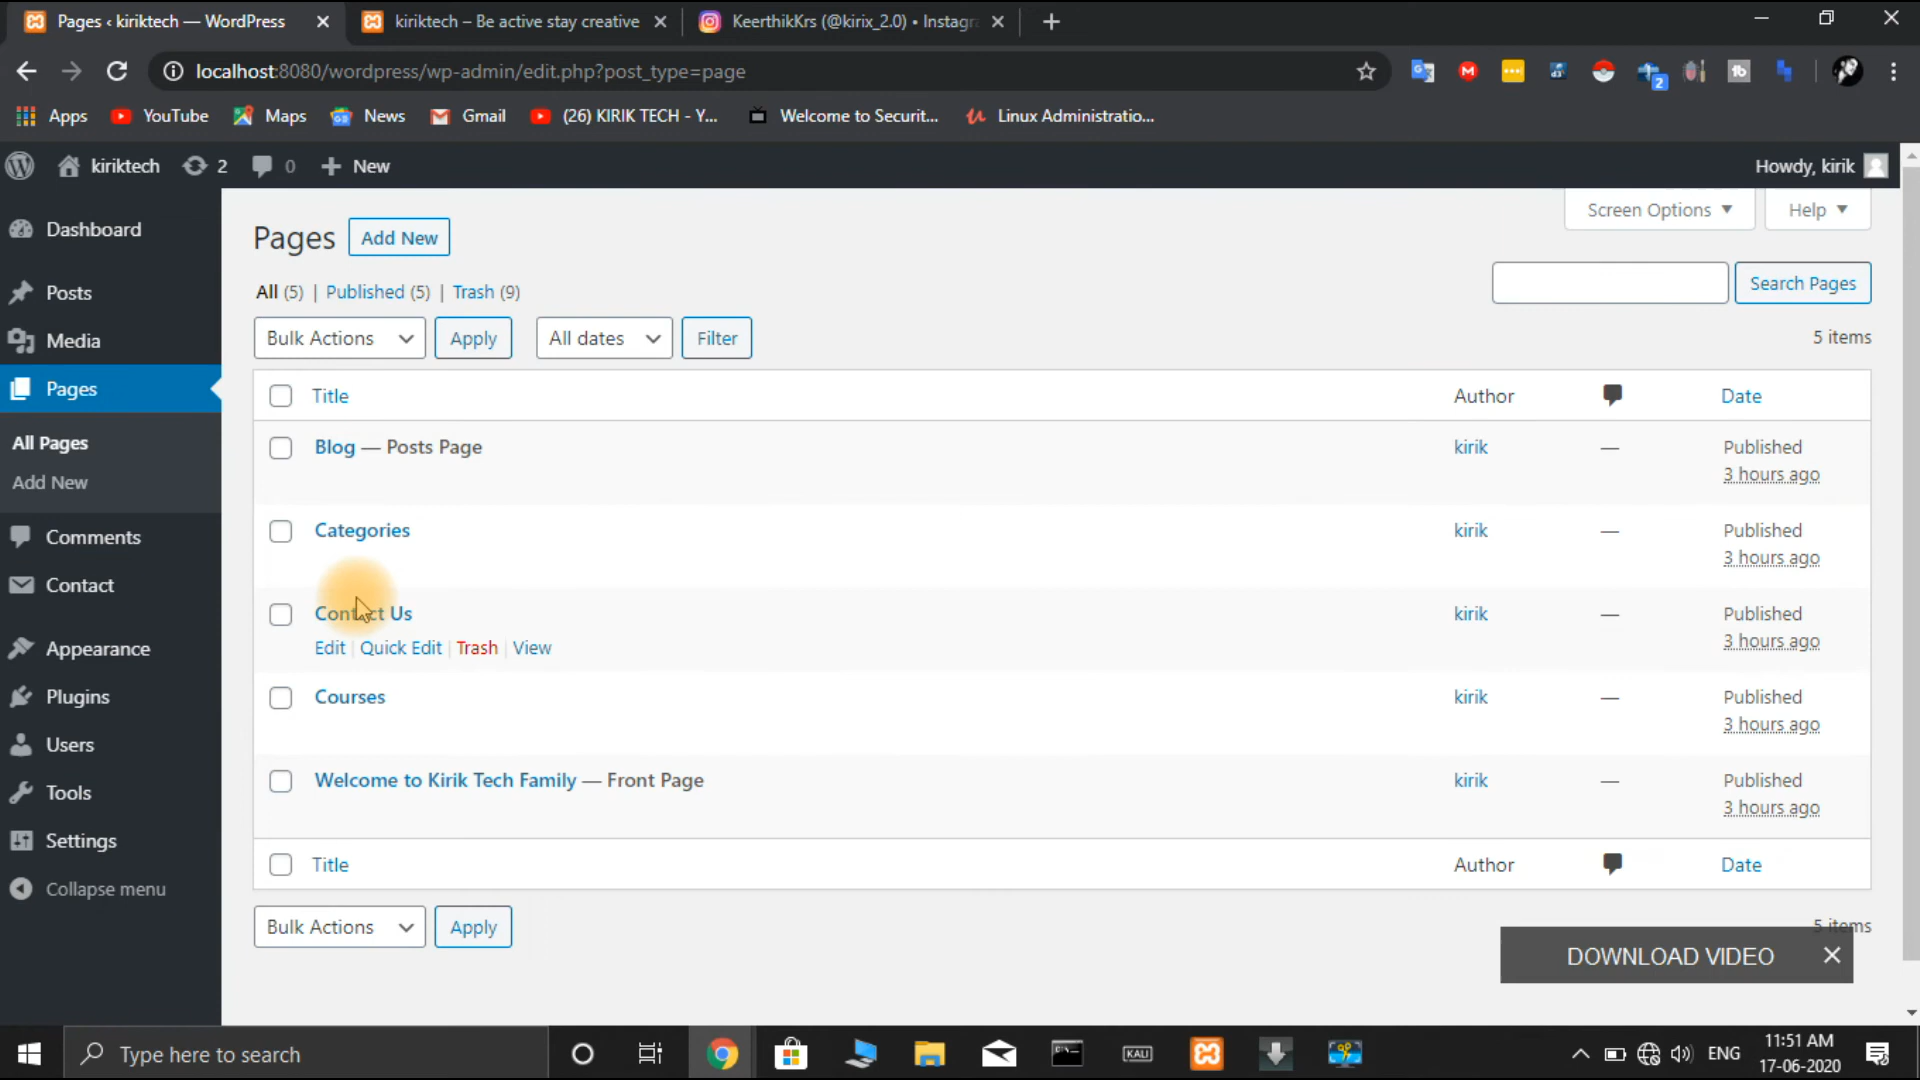 Pages ‹ kiriktech — WordPress
kiriktech – Be active stay creative
KeerthikKrs (@kirix_2.0) • Instagr
localhost:8080/wordpress/wp-admin/edit.php?post_type=page
2
Apps
YouTube
Maps
News
Gmail
(26) KIRIK TECH - Y...
Welcome to Securit...
Linux Administratio...
kiriktech
2
0
New
Howdy, kirik
Dashboard
Posts
Media
Pages
All Pages
Add New
Comments
Contact
Appearance
Plugins
Users
Tools
Settings
Collapse menu
Screen Options
Help
Pages
Add New
All (5) | Published (5) | Trash (9)
Search Pages
Bulk Actions
Apply
All dates
Filter
5 items
Title
Author
Date
Blog — Posts Page
kirik
—
Published
3 hours ago
Categories
kirik
—
Published
3 hours ago
Contact Us
Edit | Quick Edit | Trash | View
kirik
—
Published
3 hours ago
Courses
kirik
—
Published
3 hours ago
Welcome to Kirik Tech Family — Front Page
kirik
—
Published
3 hours ago
Title
Author
Date
Bulk Actions
Apply
5 items
DOWNLOAD VIDEO
Type here to search
KALI
ENG
11:51 AM
17-06-2020